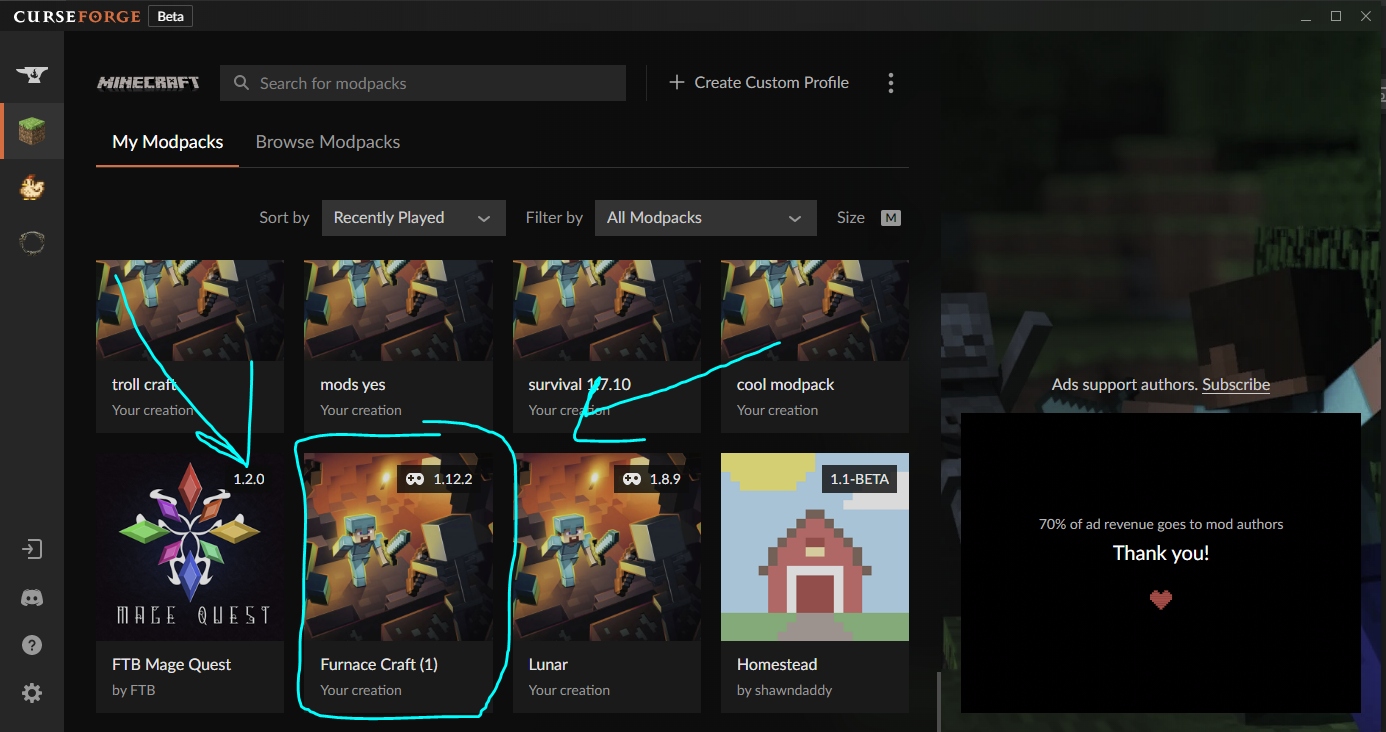 CURSEFORGE Beta
MINECRAFT Search for modpacks Create Custom Profile
My Modpacks Browse Modpacks
Sort by Recently Played Filter by All Modpacks Size M
troll craft mods yes survival 1.7.10 cool modpack
Your creation Your creation Your creation Your creation
Ads support authors. Subscribe
1.2.0 1.12.2 1.8.9 1.1-BETA
70% of ad revenue goes to mod authors
Thank you!
MAGE QUEST
FTB Mage Quest Furnace Craft (1) Lunar Homestead
by FTB Your creation Your creation by shawndaddy